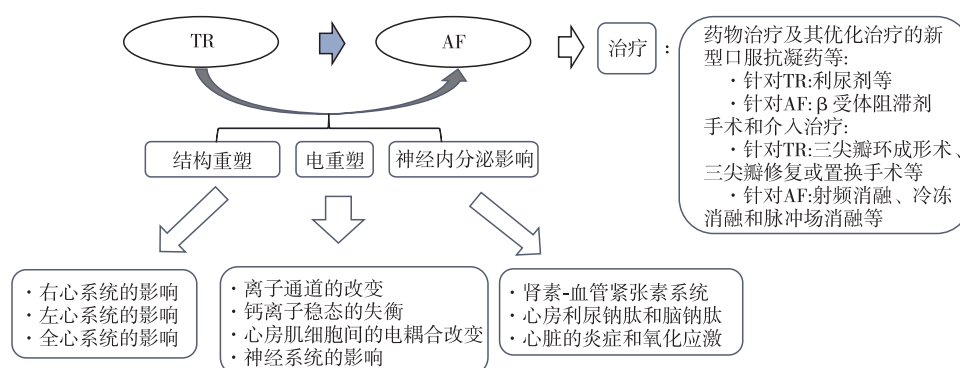 TR
AF
治疗 :
药物治疗及其优化治疗的新
型口服抗凝药等:
·针对TR:利尿剂等
·针对AF:β受体阻滞剂
手术和介入治疗:
·针对TR:三尖瓣环成形术、
三尖瓣修复或置换手术等
·针对AF:射频消融、冷冻
消融和脉冲场消融等
结构重塑
电重塑
神经内分泌影响
·右心系统的影响
·左心系统的影响
·全心系统的影响
·离子通道的改变
·钙离子稳态的失衡
·心房肌细胞间的电耦合改变
·神经系统的影响
·肾素-血管紧张素系统
·心房利尿钠肽和脑钠肽
·心脏的炎症和氧化应激